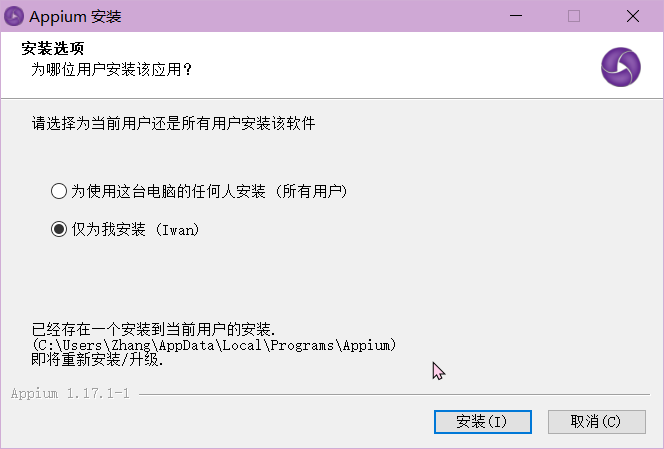 Appium 安装
安装选项
为哪位用户安装该应用？
请选择为当前用户还是所有用户安装该软件
为使用这台电脑的任何人安装 (所有用户)
仅为我安装 (Iwan)
已经存在一个安装到当前用户的安装.
(C:\Users\Zhang\AppData\Local\Programs\Appium)
即将重新安装/升级.
Appium 1.17.1-1
安装(I)
取消(C)